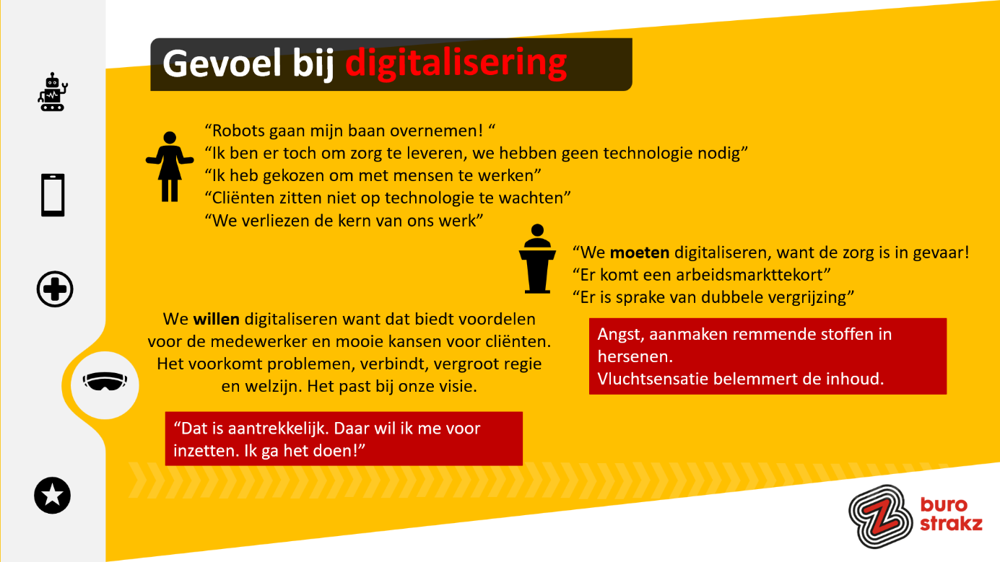 Gevoel bij digitalisering
“Robots gaan mijn baan overnemen! “
“Ik ben er toch om zorg te leveren, we hebben geen technologie nodig”
“Ik heb gekozen om met mensen te werken”
“Cliënten zitten niet op technologie te wachten”
“We verliezen de kern van ons werk”
“We moeten digitaliseren, want de zorg is in gevaar!
“Er komt een arbeidsmarkttekort”
“Er is sprake van dubbele vergrijzing”
We willen digitaliseren want dat biedt voordelen
voor de medewerker en mooie kansen voor cliënten.
Het voorkomt problemen, verbindt, vergroot regie
en welzijn. Het past bij onze visie.
Angst, aanmaken remmende stoffen in
hersenen.
Vluchtsensatie belemmert de inhoud.
“Dat is aantrekkelijk. Daar wil ik me voor
inzetten. Ik ga het doen!”
buro
strakz